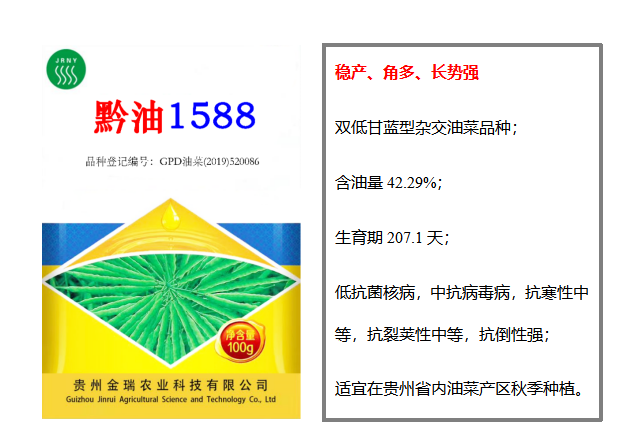 JRNY
黔油1588
品种登记编号：GPD油菜(2019)520086
净含量
100g
贵州金瑞农业科技有限公司
Guizhou Jinrui Agricultural Science and Technology Co., Ltd
稳产、角多、长势强
双低甘蓝型杂交油菜品种；
含油量 42.29%；
生育期 207.1 天；
低抗菌核病，中抗病毒病，抗寒性中
等，抗裂荚性中等，抗倒性强；
适宜在贵州省内油菜产区秋季种植。